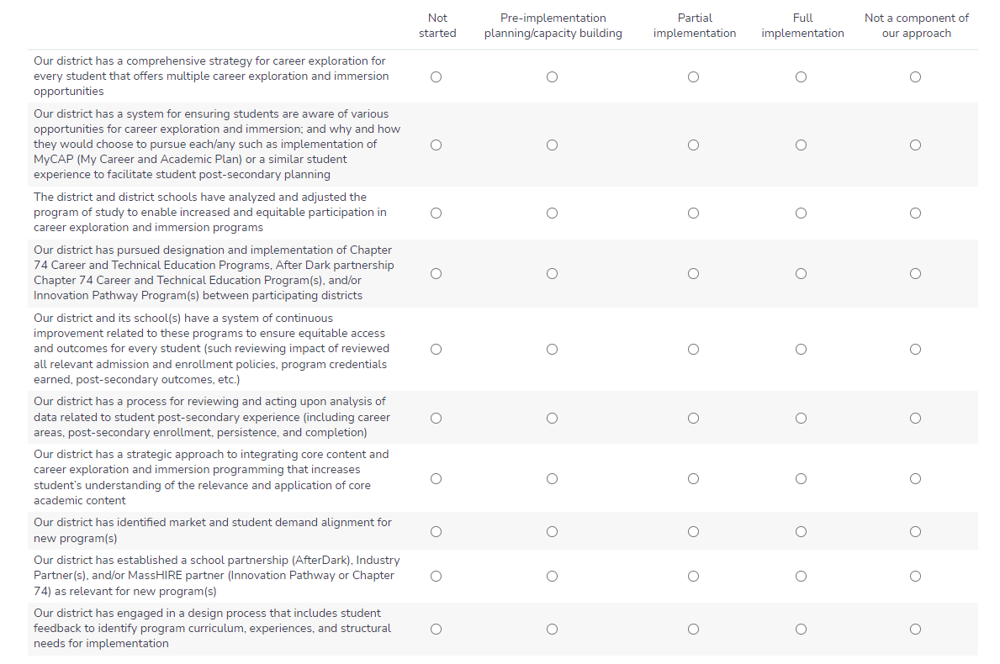 Not started
Pre-implementation planning/capacity building
Partial implementation
Full implementation
Not a component of our approach
Our district has a comprehensive strategy for career exploration for
every student that offers multiple career exploration and immersion
opportunities
Our district has a system for ensuring students are aware of various
opportunities for career exploration and immersion; and why and how
they would choose to pursue each/any such as implementation of
MyCAP (My Career and Academic Plan) or a similar student
experience to facilitate student post-secondary planning
The district and district schools have analyzed and adjusted the
program of study to enable increased and equitable participation in
career exploration and immersion programs
Our district has pursued designation and implementation of Chapter
74 Career and Technical Education Programs, After Dark partnership
Chapter 74 Career and Technical Education Program(s), and/or
Innovation Pathway Program(s) between participating districts
Our district and its school(s) have a system of continuous
improvement related to these programs to ensure equitable access
and outcomes for every student (such reviewing impact of reviewed
all relevant admission and enrollment policies, program credentials
earned, post-secondary outcomes, etc.)
Our district has a process for reviewing and acting upon analysis of
data related to student post-secondary experience (including career
areas, post-secondary enrollment, persistence, and completion)
Our district has a strategic approach to integrating core content and
career exploration and immersion programming that increases
student's understanding of the relevance and application of core
academic content
Our district has identified market and student demand alignment for
new program(s)
Our district has established a school partnership (AfterDark), Industry
Partner(s), and/or MassHIRE partner (Innovation Pathway or Chapter
74) as relevant for new program(s)
Our district has engaged in a design process that includes student
feedback to identify program curriculum, experiences, and structural
needs for implementation